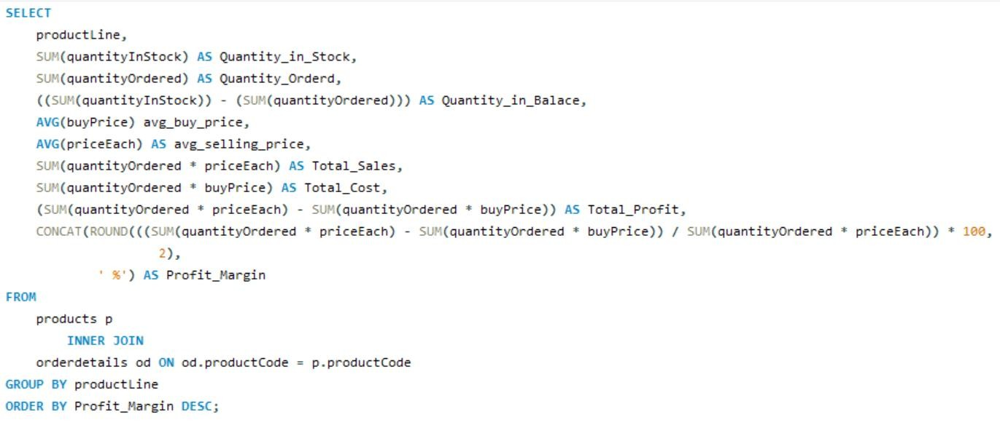 SELECT
productLine,
SUM(quantityInStock) AS Quantity_in_Stock,
SUM(quantityOrdered) AS Quantity_Orderd,
((SUM(quantityInStock)) - (SUM(quantityOrdered))) AS Quantity_in_Balace,
AVG(buyPrice) avg_buy_price,
AVG(priceEach) AS avg_selling_price,
SUM(quantityOrdered * priceEach) AS Total_Sales,
SUM(quantityOrdered * buyPrice) AS Total_Cost,
(SUM(quantityOrdered * priceEach) - SUM(quantityOrdered * buyPrice)) AS Total_Profit,
CONCAT(ROUND(((SUM(quantityOrdered * priceEach) - SUM(quantityOrdered * buyPrice)) / SUM(quantityOrdered * priceEach)) * 100,
2),
' %') AS Profit_Margin
FROM
products p
INNER JOIN
orderdetails od ON od.productCode = p.productCode
GROUP BY productLine
ORDER BY Profit_Margin DESC;